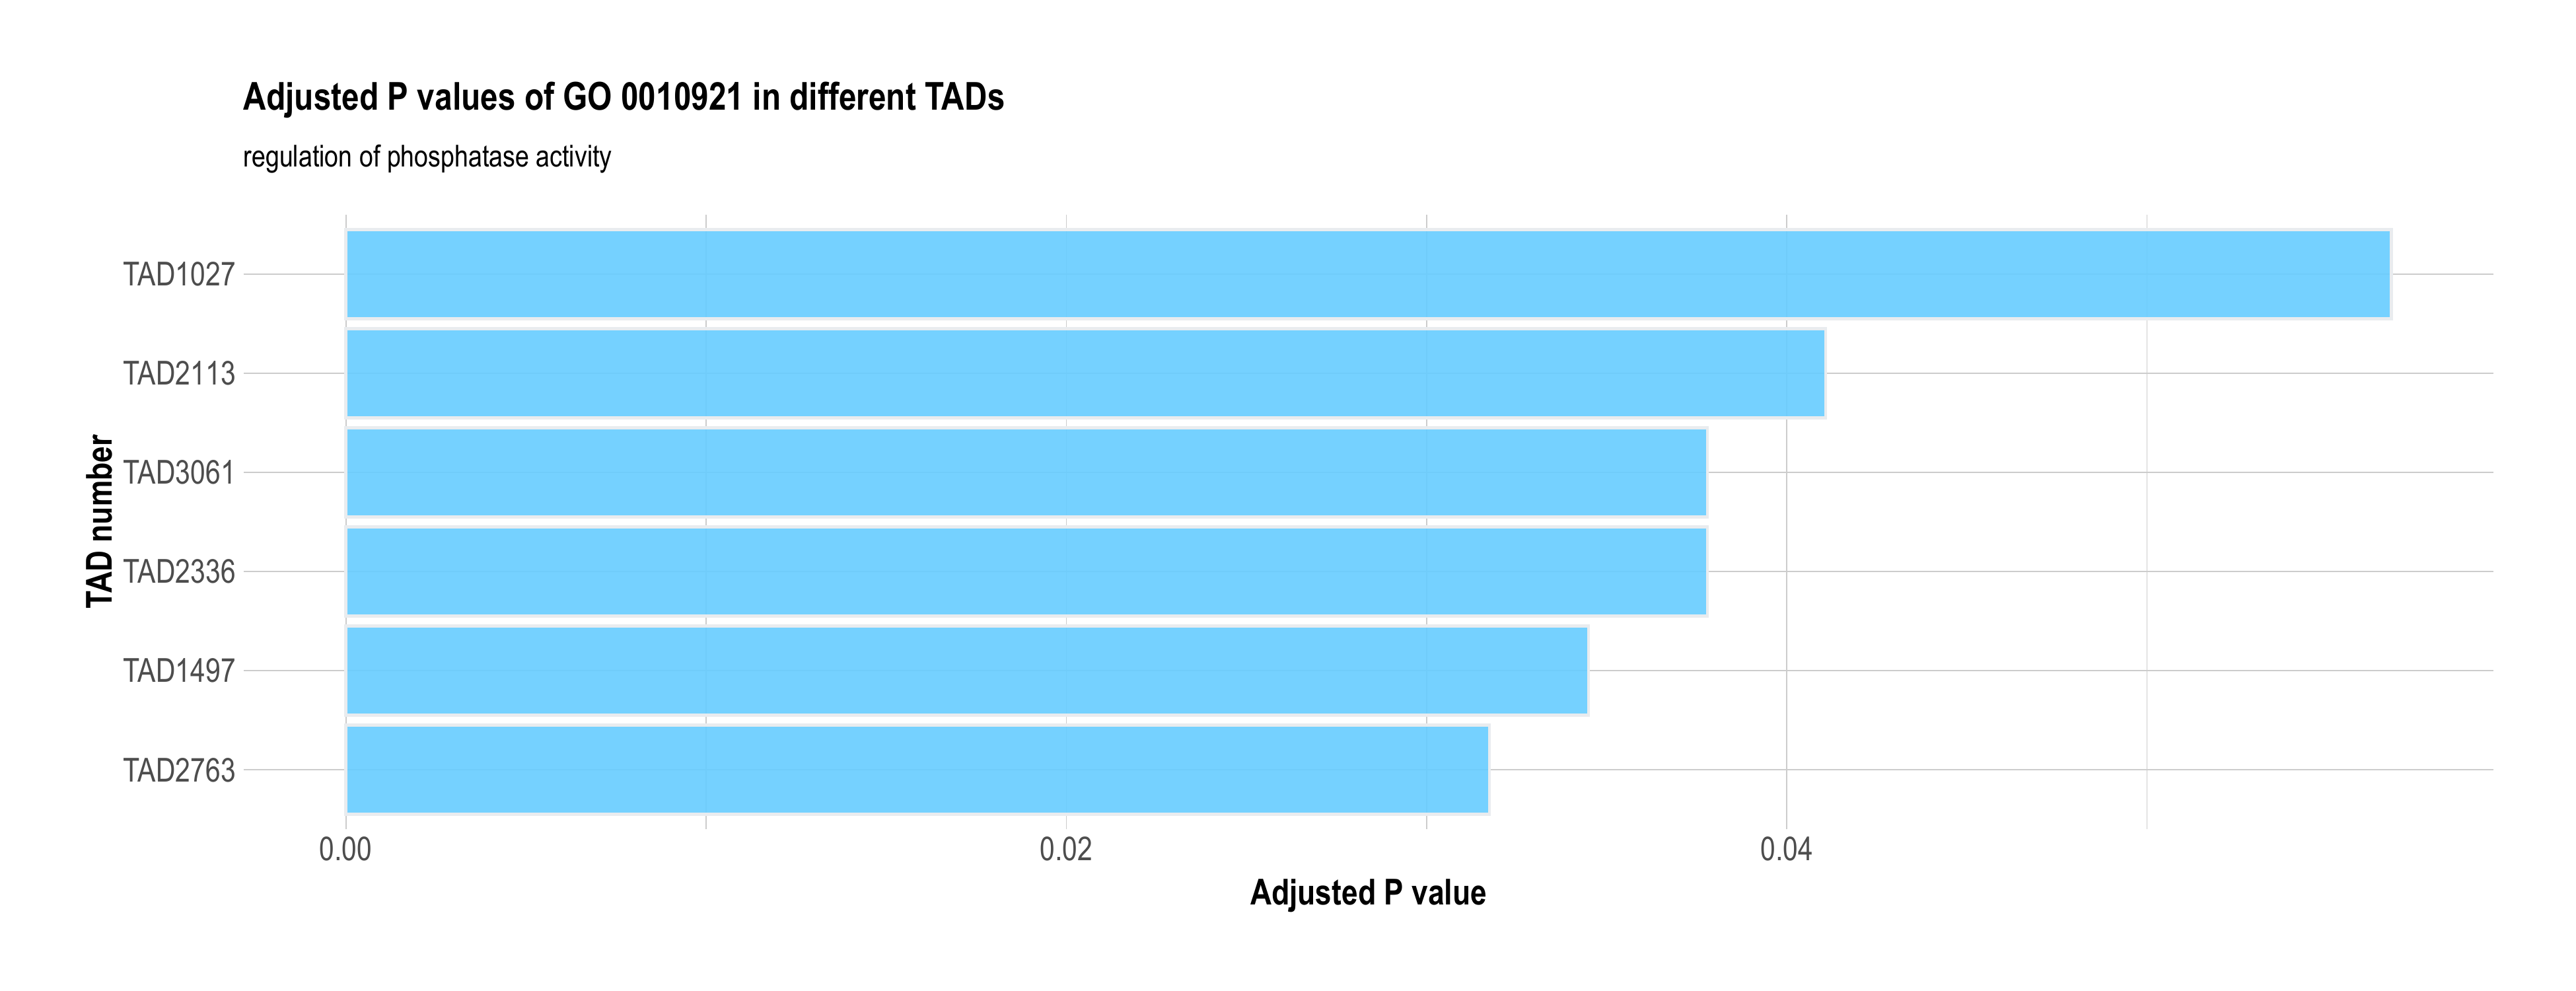 Adjusted P values of GO 0010921 in different TADs
regulation of phosphatase activity
TAD number
TAD1027
TAD2113
TAD3061
TAD2336
TAD1497
TAD2763
0.00 0.02 0.04
Adjusted P value